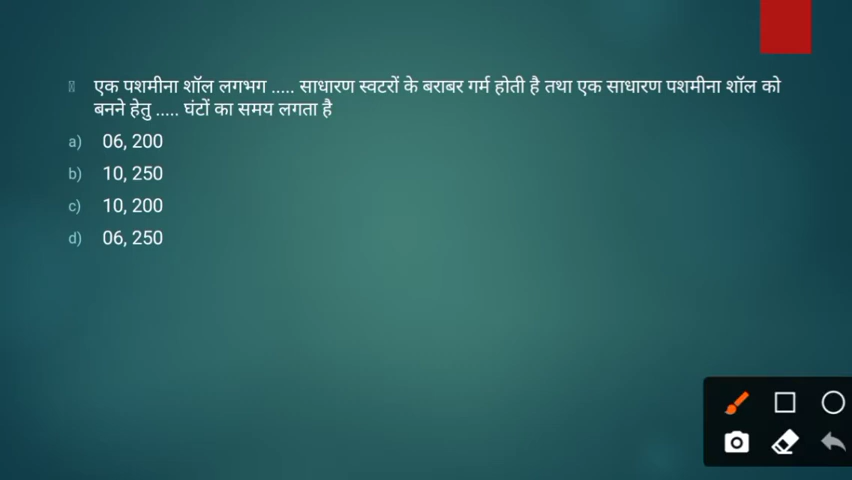 एक पशमीना शॉल लगभग ..... साधारण स्वटरों के बराबर गर्म होती है तथा एक साधारण पशमीना शॉल को
बनने हेतु ..... घंटों का समय लगता है
a) 06, 200
b) 10, 250
c) 10, 200
d) 06, 250